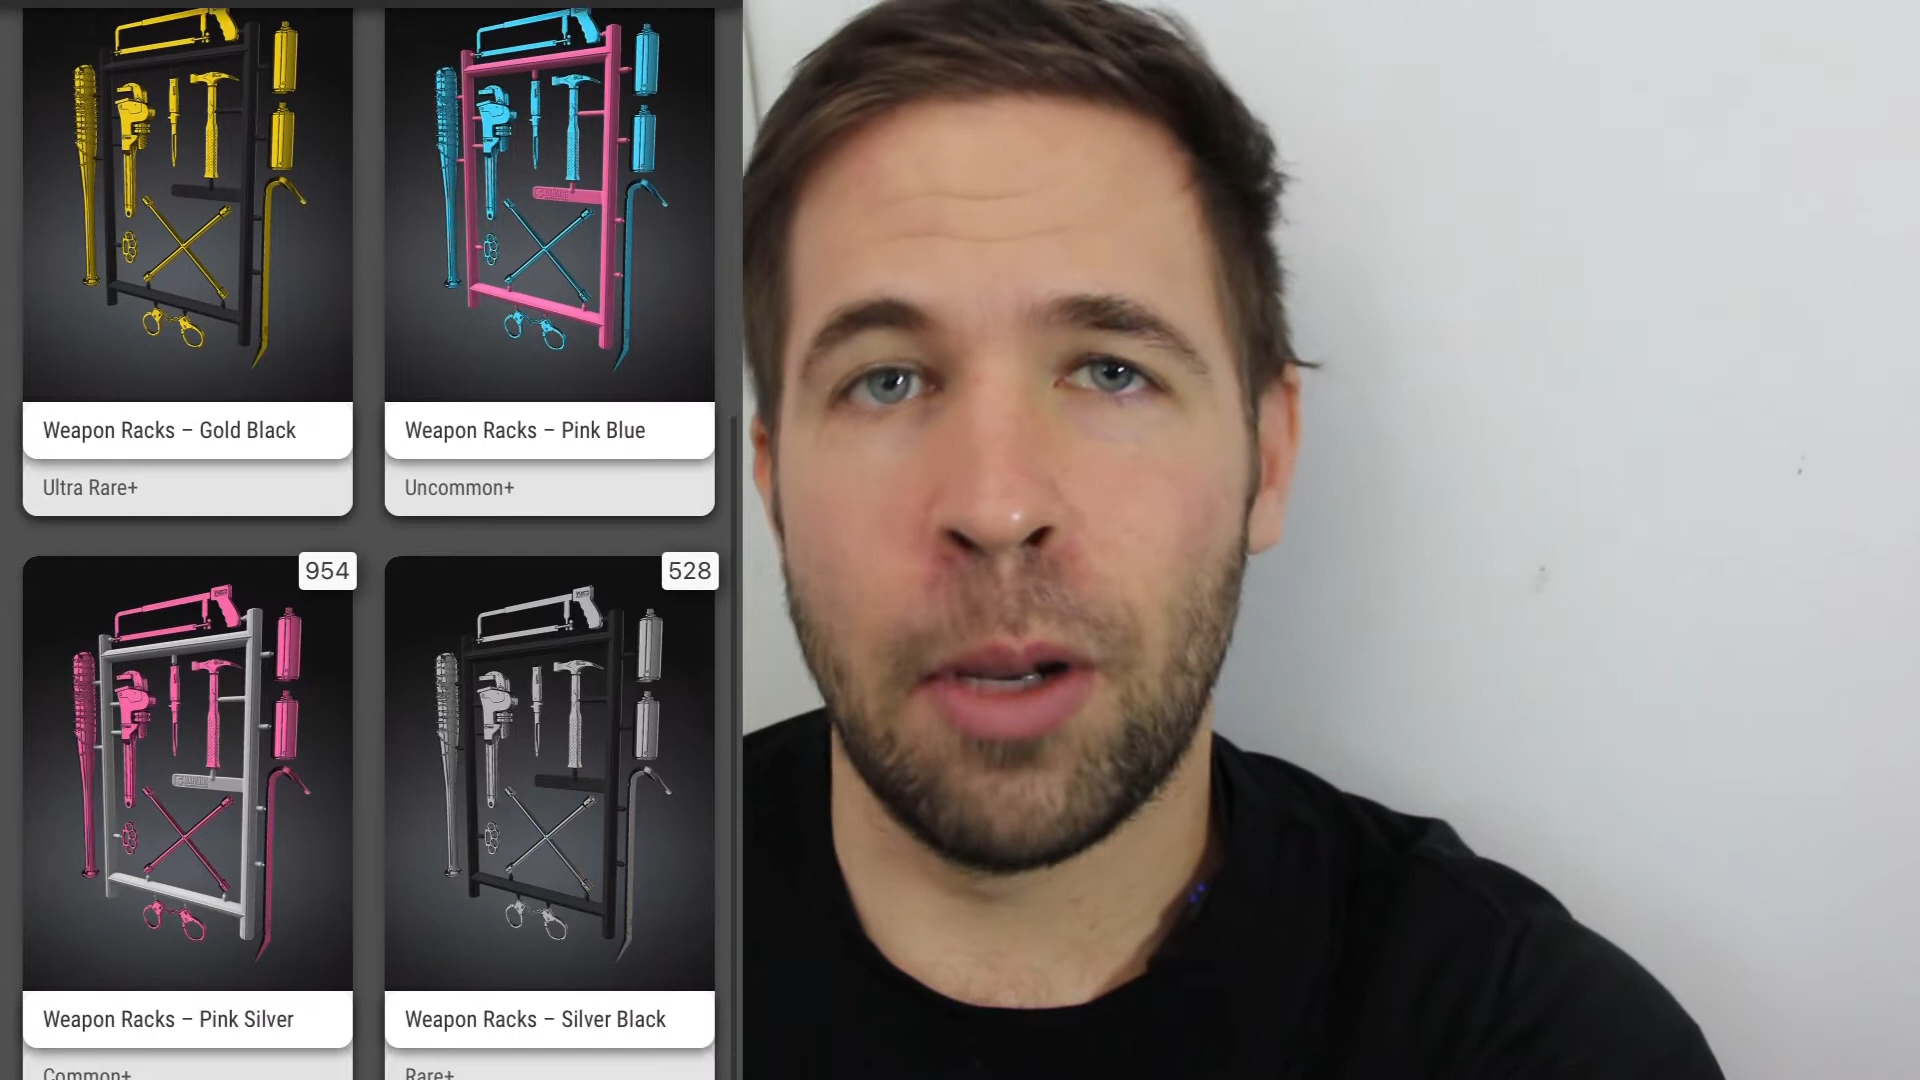 Weapon Racks – Gold Black
Ultra Rare+
Weapon Racks – Pink Blue
Uncommon+
954
528
Weapon Racks – Pink Silver
Common+
Weapon Racks – Silver Black
Rare+